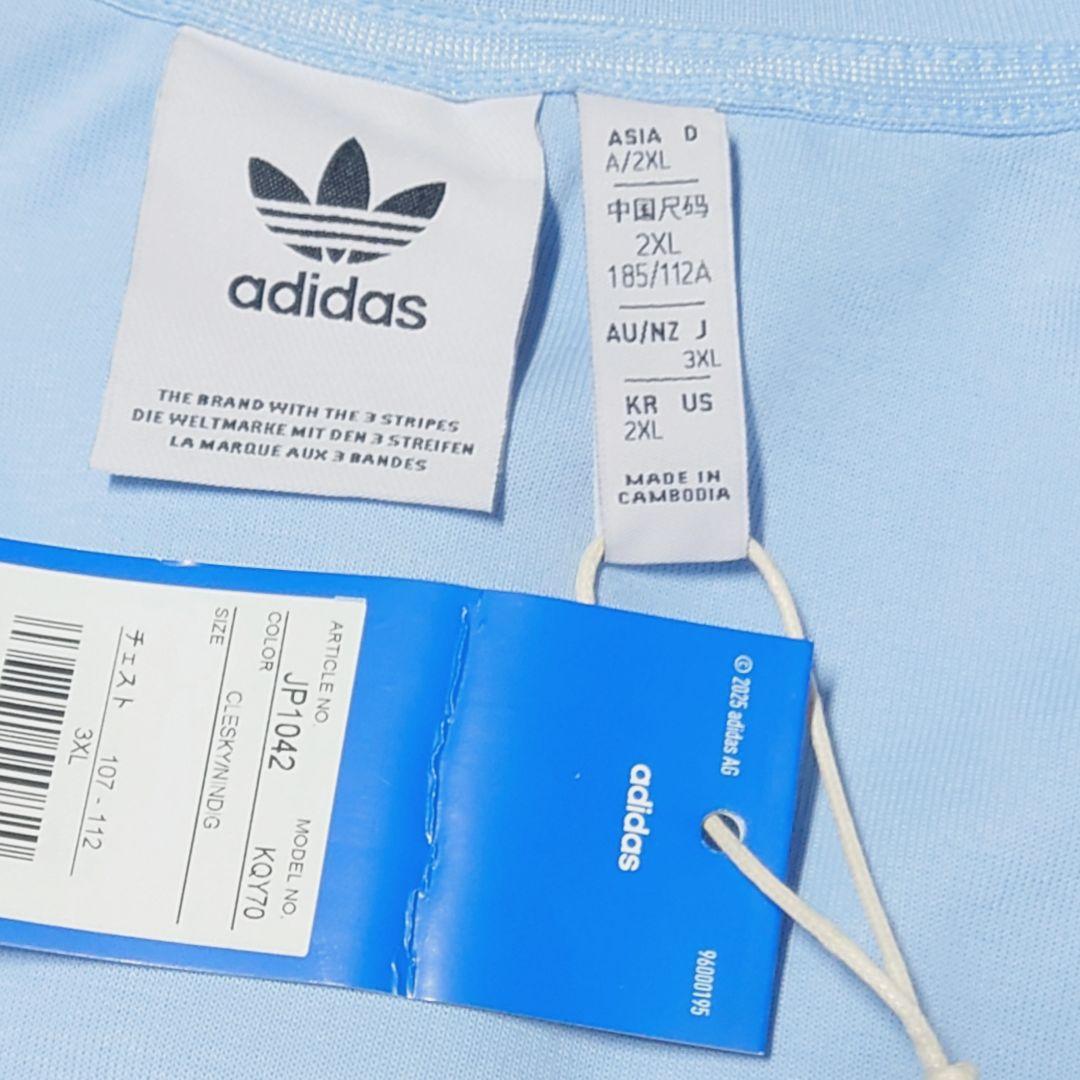 adidas
THE BRAND WITH THE 3 STRIPES
DIE WELTMARKE MIT DEN 3 STREIFEN
LA MARQUE AUX 3 BANDES
ASIA D
A/2XL
中国尺码
2XL
185/112A
AU/NZ J
3XL
KR US
2XL
MADE IN
CAMBODIA
ARTICLE NO.
JP1042
MODEL NO.
KQY70
COLOR
CLESKY/NINDIG
SIZE
チェスト 107 - 112
3XL
© 2025 adidas AG
adidas
96000195